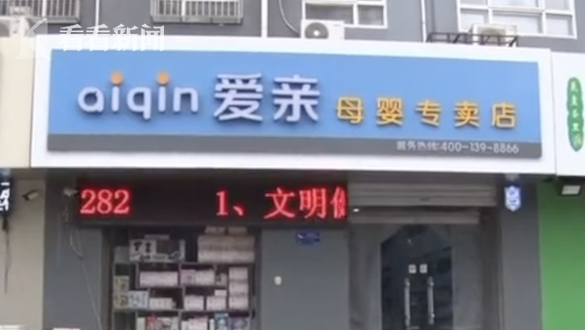 看看新闻
aiqin 爱亲 母婴专卖店
服务热线:400-139-8866
282 1、文明